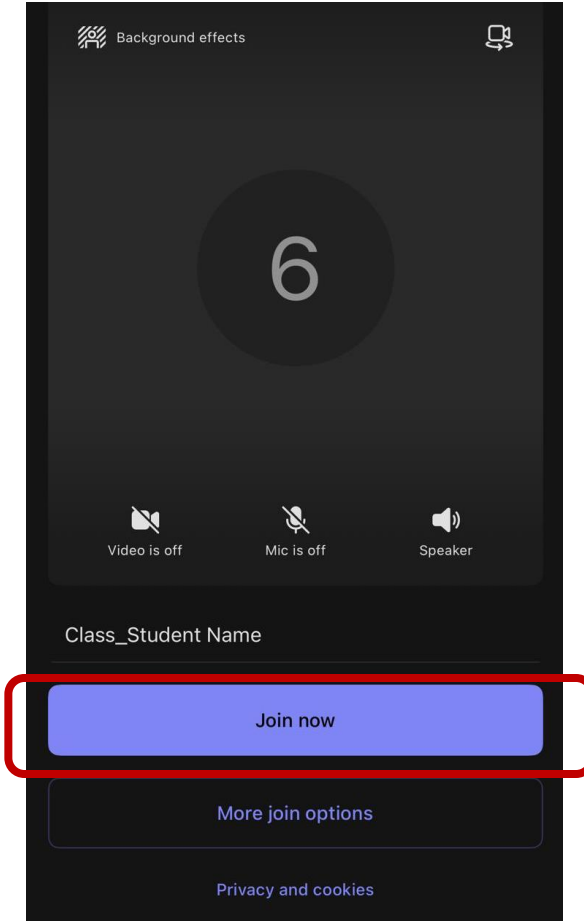 Background effects
6
Video is off Mic is off Speaker
Class_Student Name
Join now
More join options
Privacy and cookies